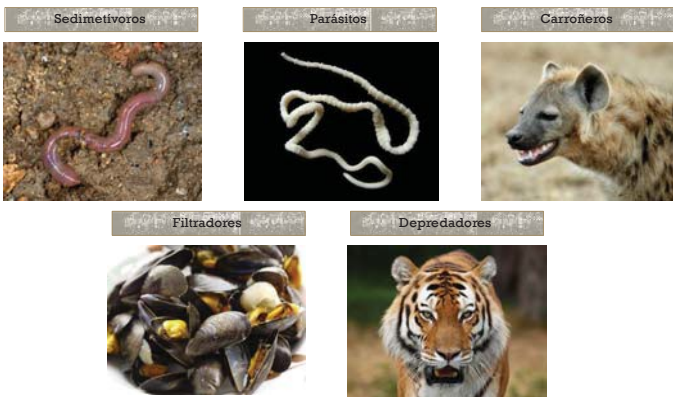 Sedimetívoros
Parásitos
Carroñeros
Filtradores
Depredadores